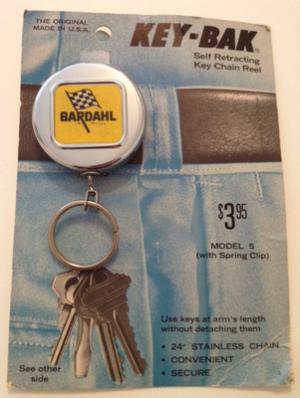 THE ORIGINAL
MADE IN U.S.A.
KEY-BAK®
Self Retracting
Key Chain Reel
BARDAHL
$3.95
MODEL 5
(with Spring Clip)
Use keys at arm's length
without detaching them
• 24" STAINLESS CHAIN
• CONVENIENT
• SECURE
See other
side